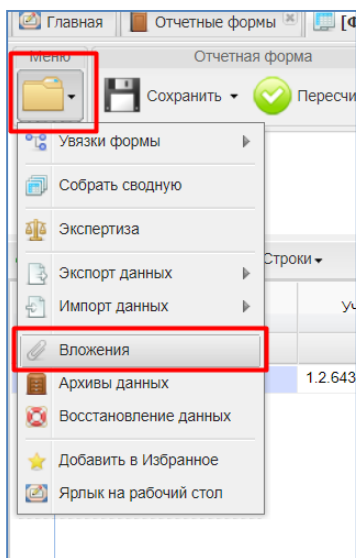 Главная Отчетные формы
Меню Отчетная форма
Сохранить
Увязки формы
Собрать сводную
Экспертиза
Строки
Экспорт данных
Импорт данных
Вложения
1.2.643
Архивы данных
Восстановление данных
Добавить в Избранное
Ярлык на рабочий стол